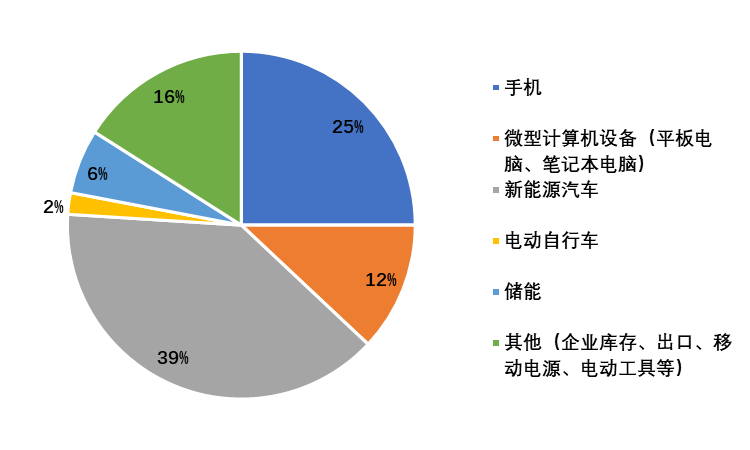 16%
25%
6%
2%
12%
39%
手机
微型计算机设备（平板电
脑、笔记本电脑）
新能源汽车
电动自行车
储能
其他（企业库存、出口、移
动电源、电动工具等）